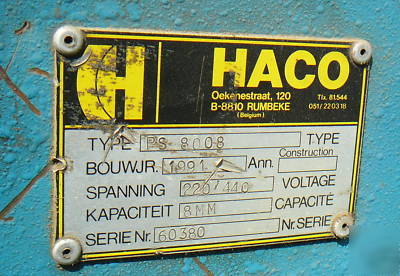 H HACO
Oekenestraat, 120 Tlx. 81544
B-8810 RUMBEKE 051/220318
(Belgium)
TYPE PS 8008 TYPE
BOUWJR. 1991 Ann. Construction
SPANNING 220/440 VOLTAGE
KAPACITEIT 8MM CAPACITÉ
SERIE Nr. 60380 Nr. SERIE